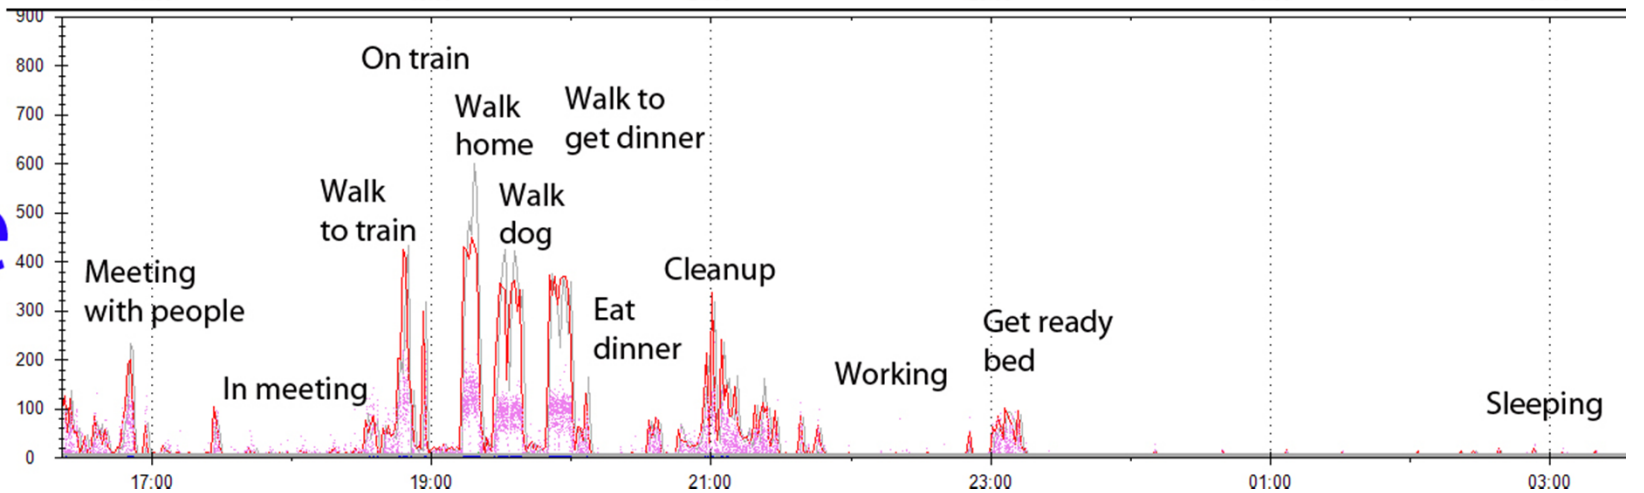 900
800
700
600
500
400
300
200
100
0
On train
Walk
home
Walk to
get dinner
Walk
to train
Walk
dog
Meeting
with people
Cleanup
Eat
dinner
Get ready
bed
In meeting
Working
Sleeping
17:00 19:00 21:00 23:00 01:00 03:00